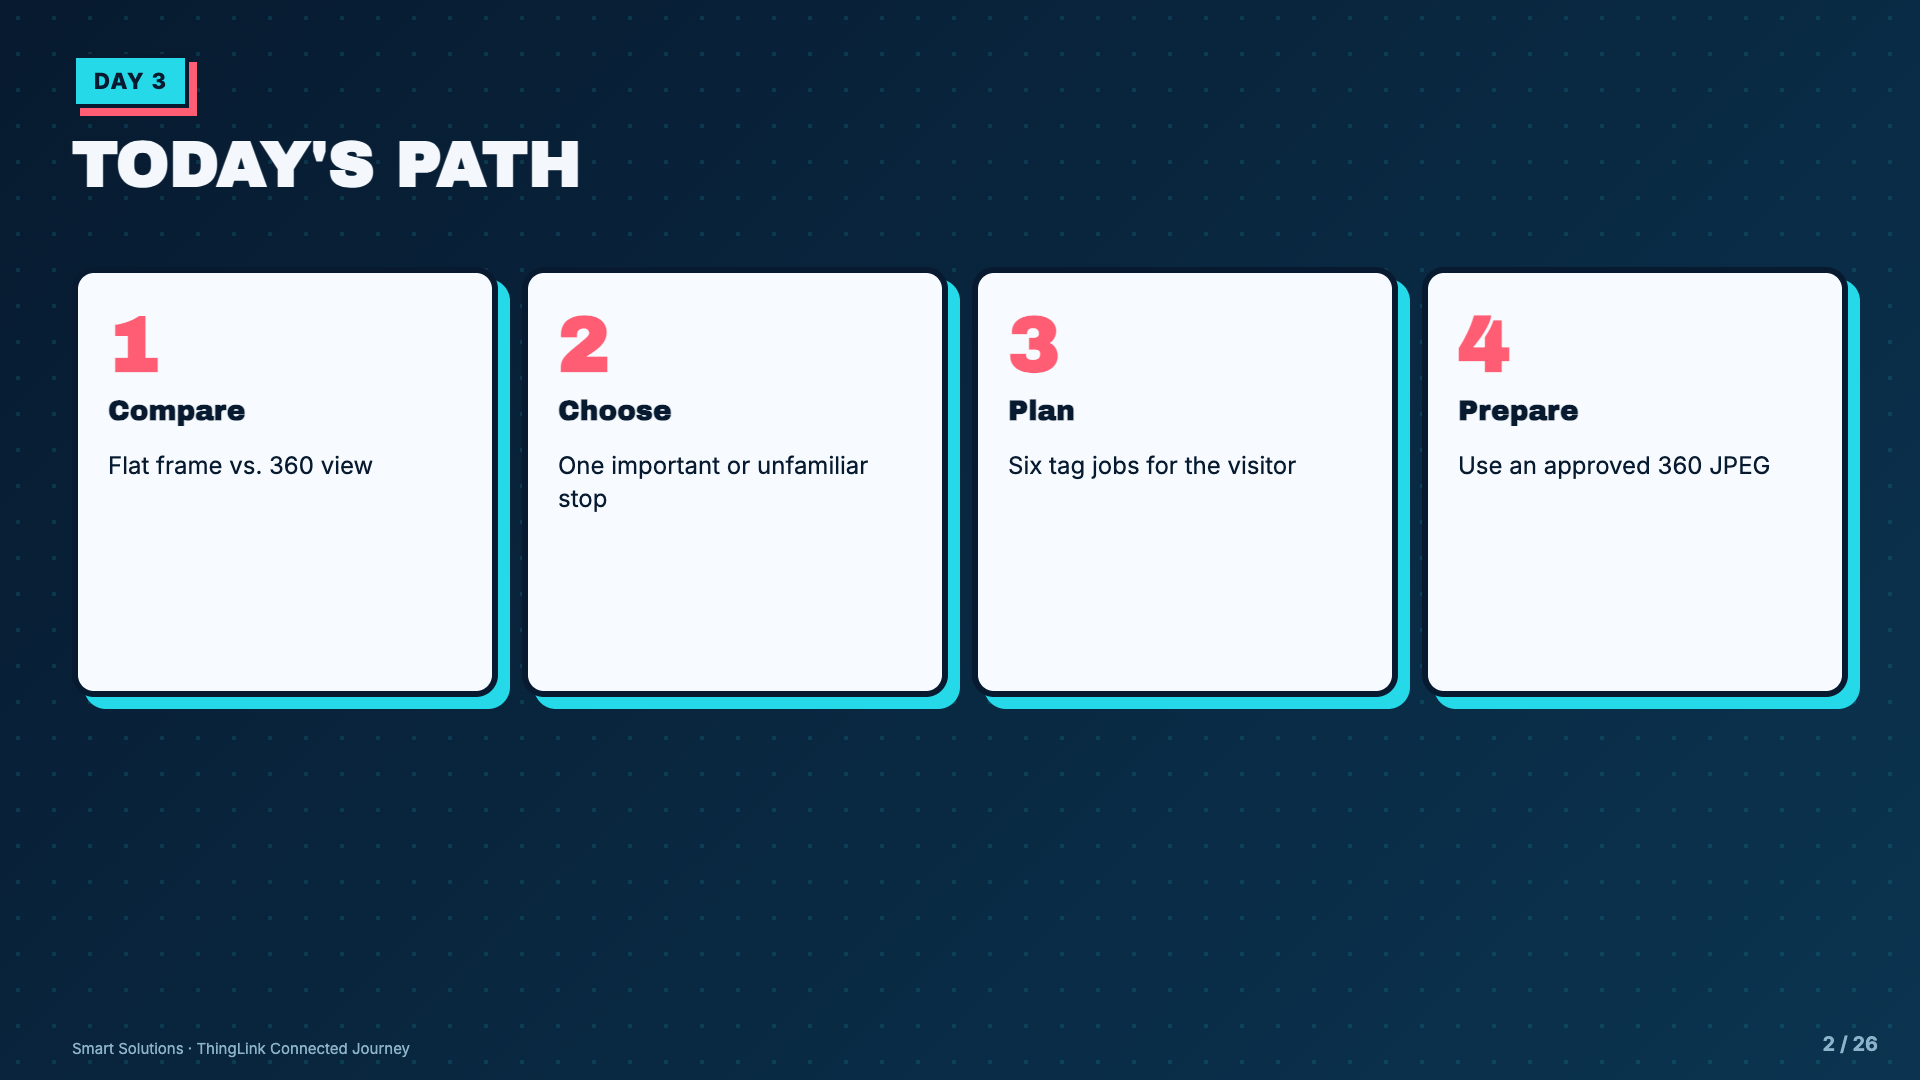 DAY 3
TODAY'S PATH
1
Compare
Flat frame vs. 360 view
2
Choose
One important or unfamiliar
stop
3
Plan
Six tag jobs for the visitor
4
Prepare
Use an approved 360 JPEG
Smart Solutions · ThingLink Connected Journey
2 / 26